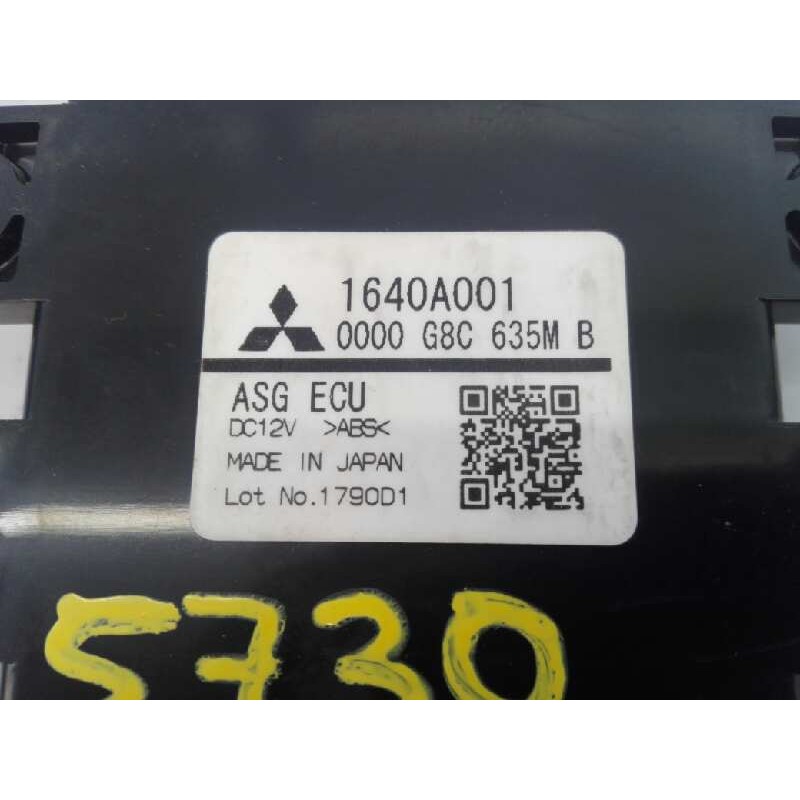 1640A001
0000 G8C 635M B
ASG ECU
DC12V >ABS<
MADE IN JAPAN
Lot No.1790D1
5730